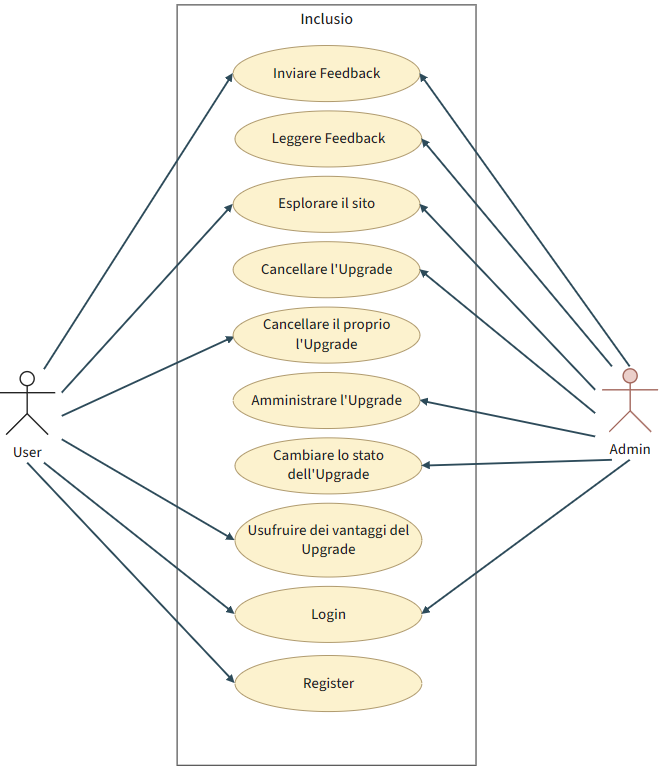 Inclusio
Inviare Feedback
Leggere Feedback
Esplorare il sito
Cancellare l'Upgrade
Cancellare il proprio
l'Upgrade
Amministrare l'Upgrade
Cambiare lo stato
dell'Upgrade
User
Admin
Usufruire dei vantaggi del
Upgrade
Login
Register